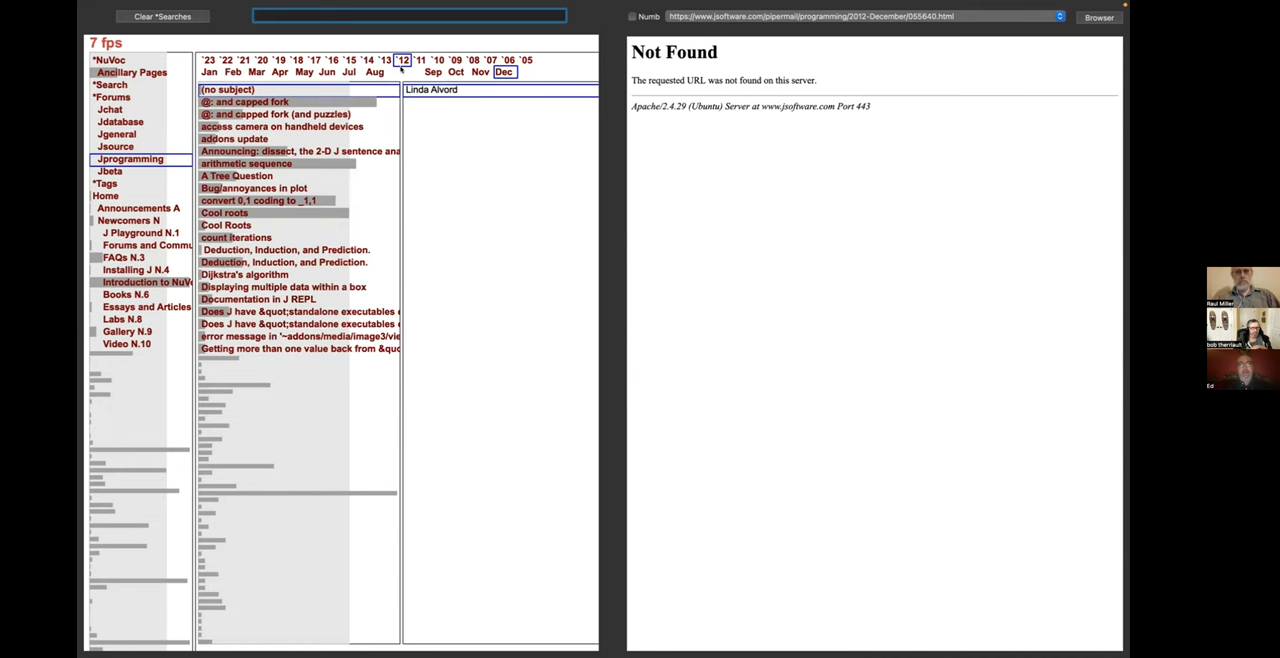 Clear *Searches
Numb
https://www.jsoftware.com/pipermail/programming/2012-December/055640.html
Browser
7 fps
*NuVoc
Ancillary Pages
*Search
*Forums
Jchat
Jdatabase
Jgeneral
Jsource
Jprogramming
Jbeta
*Tags
Home
Announcements A
Newcomers N
J Playground N.1
Forums and Commu
FAQs N.3
Installing J N.4
Introduction to NuVo
Books N.6
Essays and Articles
Labs N.8
Gallery N.9
Video N.10
`23 `22 `21 `20 `19 `18 `17 `16 `15 `14 `13 `12 `11 `10 `09 `08 `07 `06 `05
Jan Feb Mar Apr May Jun Jul Aug Sep Oct Nov Dec
(no subject)
@: and capped fork
@: and capped fork (and puzzles)
access camera on handheld devices
addons update
Announcing: dissect, the 2-D J sentence ana
arithmetic sequence
A Tree Question
Bug/annoyances in plot
convert 0,1 coding to _1,1
Cool roots
Cool Roots
count iterations
Deduction, Induction, and Prediction.
Deduction, Induction, and Prediction.
Dijkstra's algorithm
Displaying multiple data within a box
Documentation in J REPL
Does J have &quot;standalone executables
Does J have &quot;standalone executables
error message in '~addons/media/image3/vie
Getting more than one value back from &quo
Linda Alvord
Not Found
The requested URL was not found on this server.
Apache/2.4.29 (Ubuntu) Server at www.jsoftware.com Port 443
Raul Miller
bob therriault
Ed